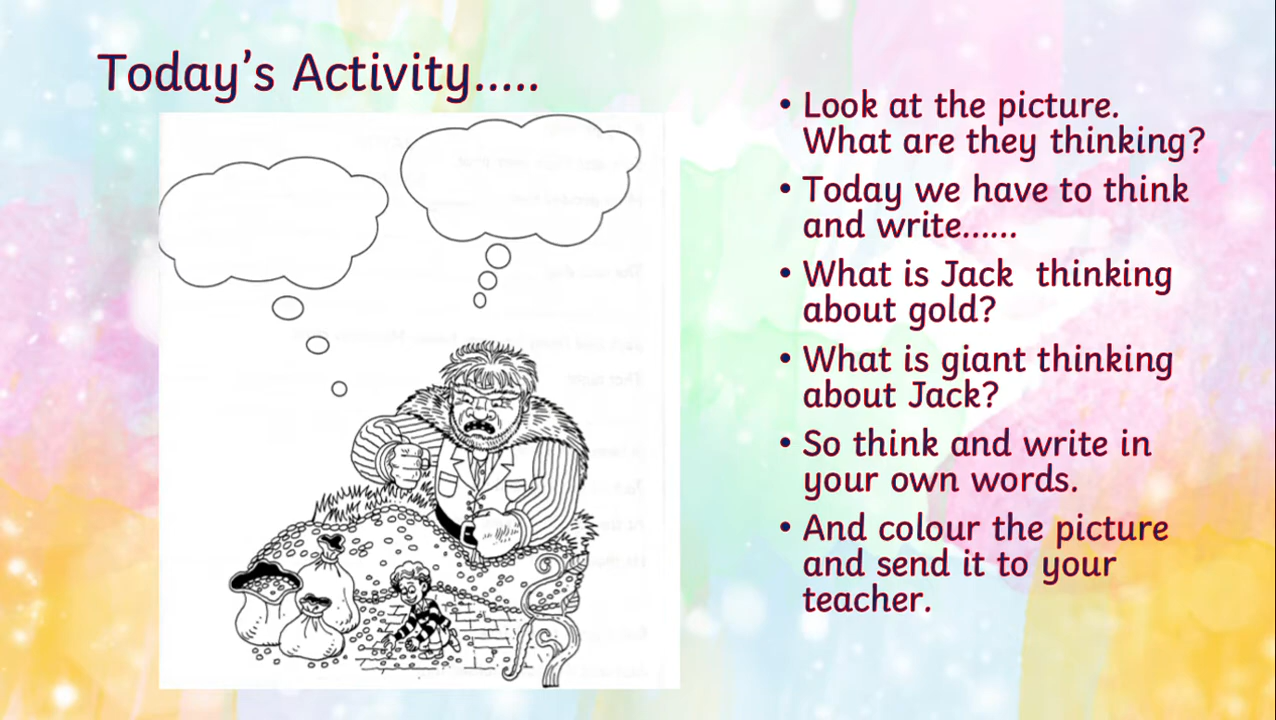 Today's Activity.....
• Look at the picture.
What are they thinking?
• Today we have to think
and write......
• What is Jack  thinking
about gold?
• What is giant thinking
about Jack?
• So think and write in
your own words.
• And colour the picture
and send it to your
teacher.